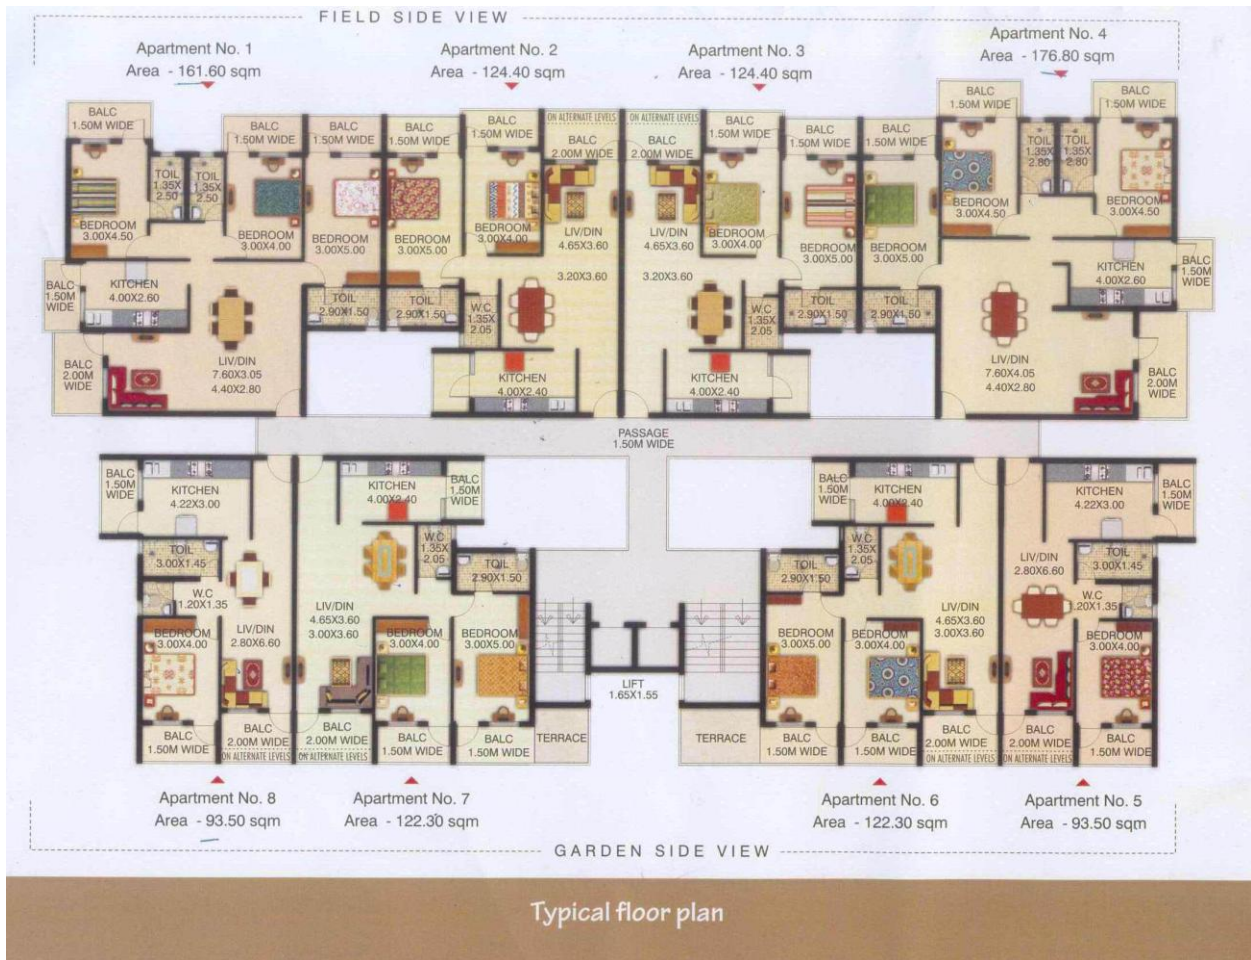 FIELD SIDE VIEW
Apartment No. 1
Area - 161.60 sqm
Apartment No. 2
Area - 124.40 sqm
Apartment No. 3
Area - 124.40 sqm
Apartment No. 4
Area - 176.80 sqm
BALC
1.50M WIDE
TOIL
1.35X
2.50
TOIL
1.35X
2.50
BALC
1.50M WIDE
BALC
1.50M WIDE
BEDROOM
3.00X4.50
BEDROOM
3.00X4.00
BEDROOM
3.00X5.00
BALC
1.50M
WIDE
KITCHEN
4.00X2.60
TOIL
2.90X1.50
BALC
2.00M
WIDE
LIV/DIN
7.60X3.05
4.40X2.80
BALC
1.50M WIDE
BALC
1.50M WIDE
ON ALTERNATE LEVELS
BALC
2.00M WIDE
BEDROOM
3.00X5.00
BEDROOM
3.00X4.00
LIV/DIN
4.65X3.60
3.20X3.60
TOIL
2.90X1.50
W.C
1.35X
2.05
KITCHEN
4.00X2.40
ON ALTERNATE LEVELS
BALC
2.00M WIDE
BALC
1.50M WIDE
BALC
1.50M WIDE
LIV/DIN
4.65X3.60
3.20X3.60
BEDROOM
3.00X4.00
BEDROOM
3.00X5.00
W.C
1.35X
2.05
TOIL
2.90X1.50
KITCHEN
4.00X2.40
BALC
1.50M WIDE
BALC
1.50M WIDE
TOIL
1.35X
2.80
TOIL
1.35X
2.80
BALC
1.50M WIDE
BEDROOM
3.00X5.00
BEDROOM
3.00X4.50
BEDROOM
3.00X4.50
TOIL
2.90X1.50
KITCHEN
4.00X2.60
BALC
1.50M
WIDE
LIV/DIN
7.60X4.05
4.40X2.80
BALC
2.00M
WIDE
PASSAGE
1.50M WIDE
BALC
1.50M
WIDE
KITCHEN
4.22X3.00
TOIL
3.00X1.45
W.C
1.20X1.35
BEDROOM
3.00X4.00
LIV/DIN
2.80X6.60
BALC
1.50M WIDE
BALC
2.00M WIDE
ON ALTERNATE LEVELS
KITCHEN
4.00X2.40
BALC
1.50M
WIDE
W.C
1.35X
2.05
TOIL
2.90X1.50
LIV/DIN
4.65X3.60
3.00X3.60
BEDROOM
3.00X4.00
BEDROOM
3.00X5.00
BALC
2.00M WIDE
ON ALTERNATE LEVELS
BALC
1.50M WIDE
BALC
1.50M WIDE
TERRACE
LIFT
1.65X1.55
TERRACE
BALC
1.50M
WIDE
KITCHEN
4.00X2.40
W.C
1.35X
2.05
TOIL
2.90X1.50
BEDROOM
3.00X5.00
BEDROOM
3.00X4.00
LIV/DIN
4.65X3.60
3.00X3.60
BALC
1.50M WIDE
BALC
1.50M WIDE
BALC
2.00M WIDE
ON ALTERNATE LEVELS
KITCHEN
4.22X3.00
BALC
1.50M
WIDE
LIV/DIN
2.80X6.60
TOIL
3.00X1.45
W.C
1.20X1.35
BEDROOM
3.00X4.00
BALC
2.00M WIDE
ON ALTERNATE LEVELS
BALC
1.50M WIDE
Apartment No. 8
Area - 93.50 sqm
Apartment No. 7
Area - 122.30 sqm
Apartment No. 6
Area - 122.30 sqm
Apartment No. 5
Area - 93.50 sqm
GARDEN SIDE VIEW
Typical floor plan